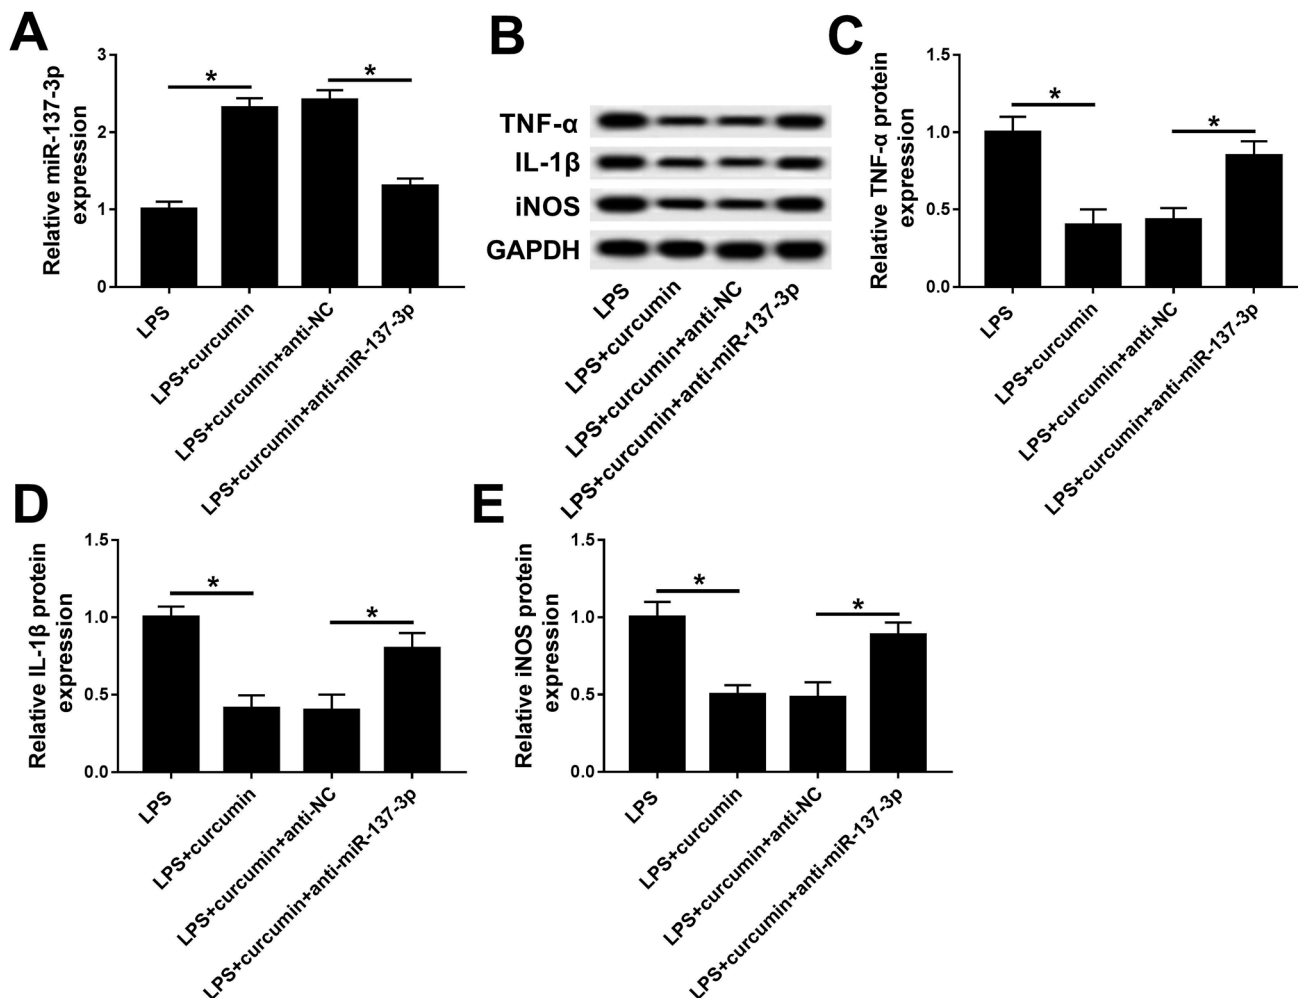 A
Relative miR-137-3p
expression
3
2
1
0
*
*
LPS
LPS+curcumin
LPS+curcumin+anti-NC
LPS+curcumin+anti-miR-137-3p
B
TNF-α
IL-1β
iNOS
GAPDH
LPS
LPS+curcumin
LPS+curcumin+anti-NC
LPS+curcumin+anti-miR-137-3p
C
Relative TNF-α protein
expression
1.5
1.0
0.5
0.0
*
*
LPS
LPS+curcumin
LPS+curcumin+anti-NC
LPS+curcumin+anti-miR-137-3p
D
Relative IL-1β protein
expression
1.5
1.0
0.5
0.0
*
*
LPS
LPS+curcumin
LPS+curcumin+anti-NC
LPS+curcumin+anti-miR-137-3p
E
Relative iNOS protein
expression
1.5
1.0
0.5
0.0
*
*
LPS
LPS+curcumin
LPS+curcumin+anti-NC
LPS+curcumin+anti-miR-137-3p